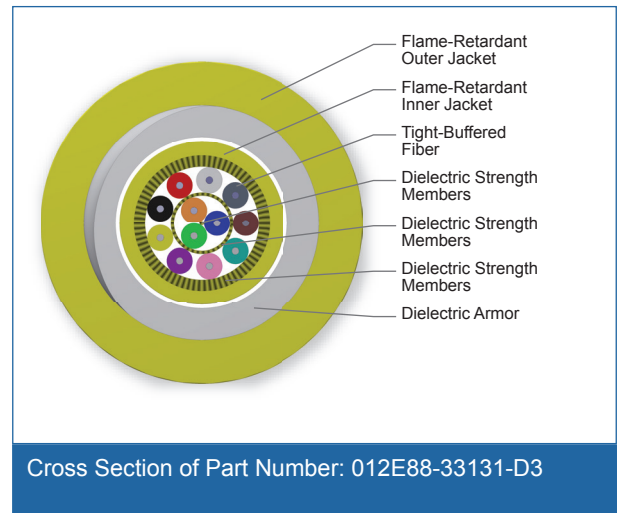 Flame-Retardant
Outer Jacket
Flame-Retardant
Inner Jacket
Tight-Buffered
Fiber
Dielectric Strength
Members
Dielectric Strength
Members
Dielectric Strength
Members
Dielectric Armor
Cross Section of Part Number: 012E88-33131-D3